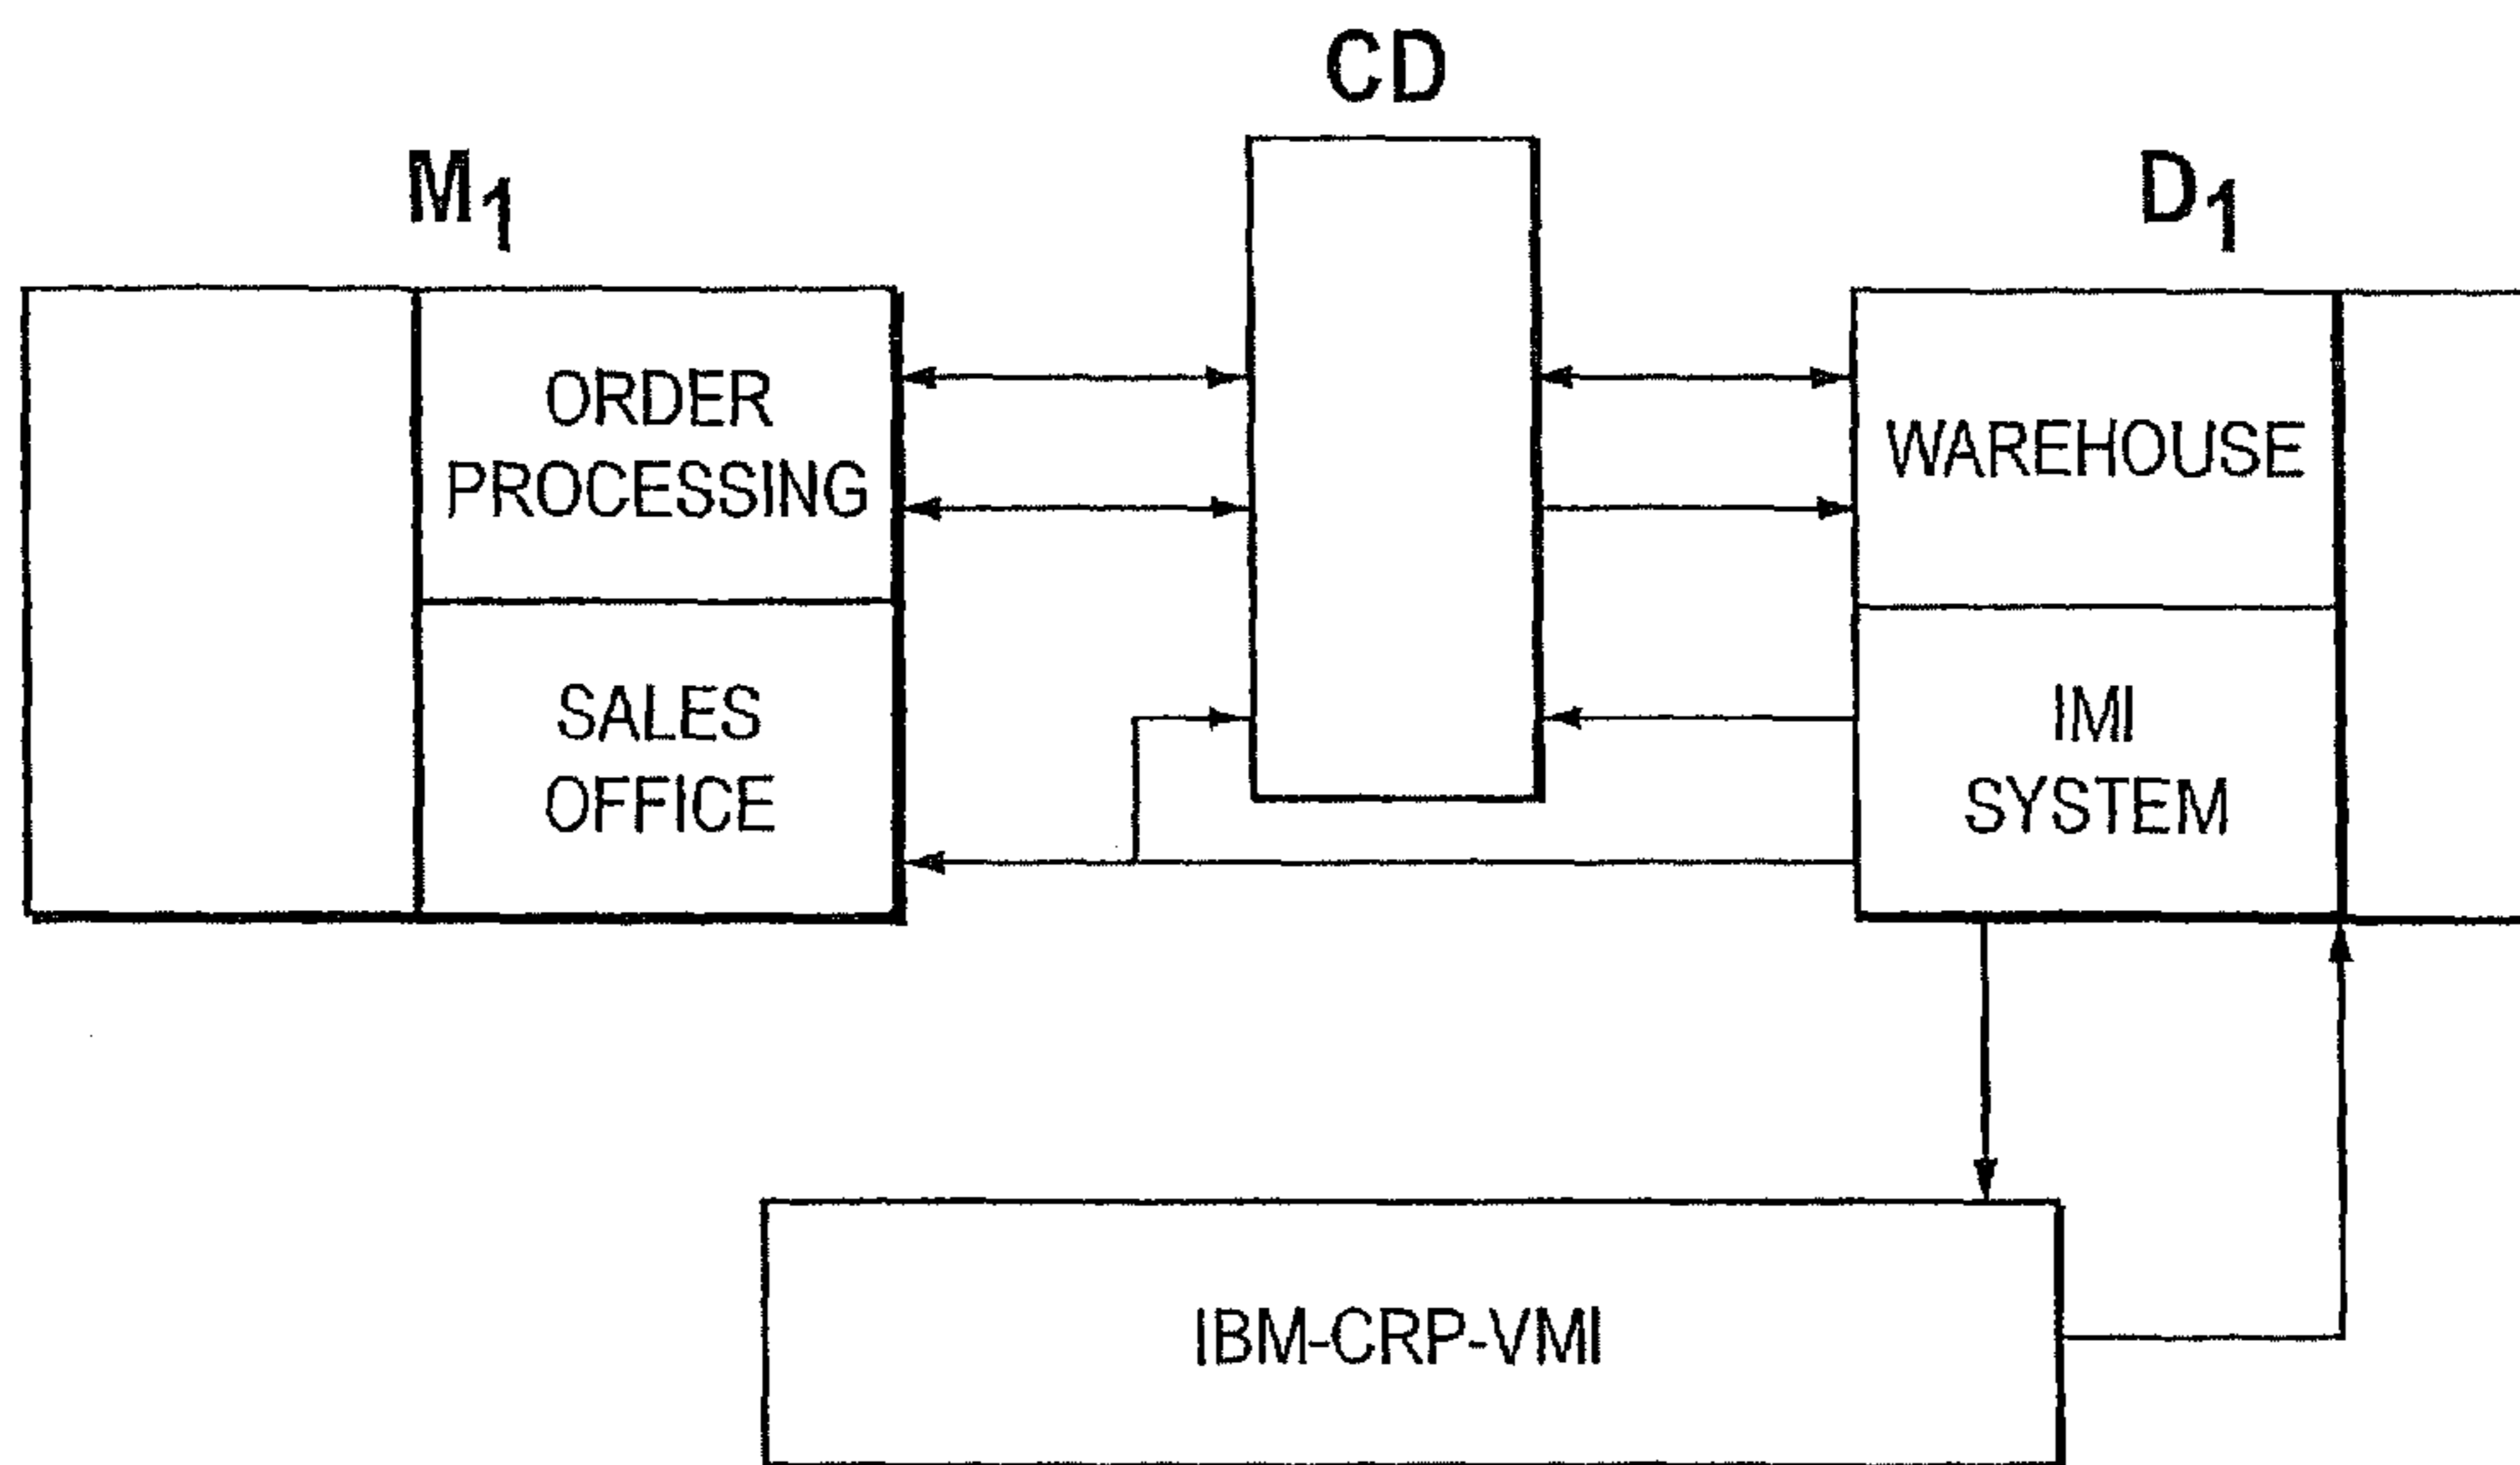 CD
M1
D1
ORDER
PROCESSING
WAREHOUSE
SALES
OFFICE
IMI
SYSTEM
IBM-CRP-VMI